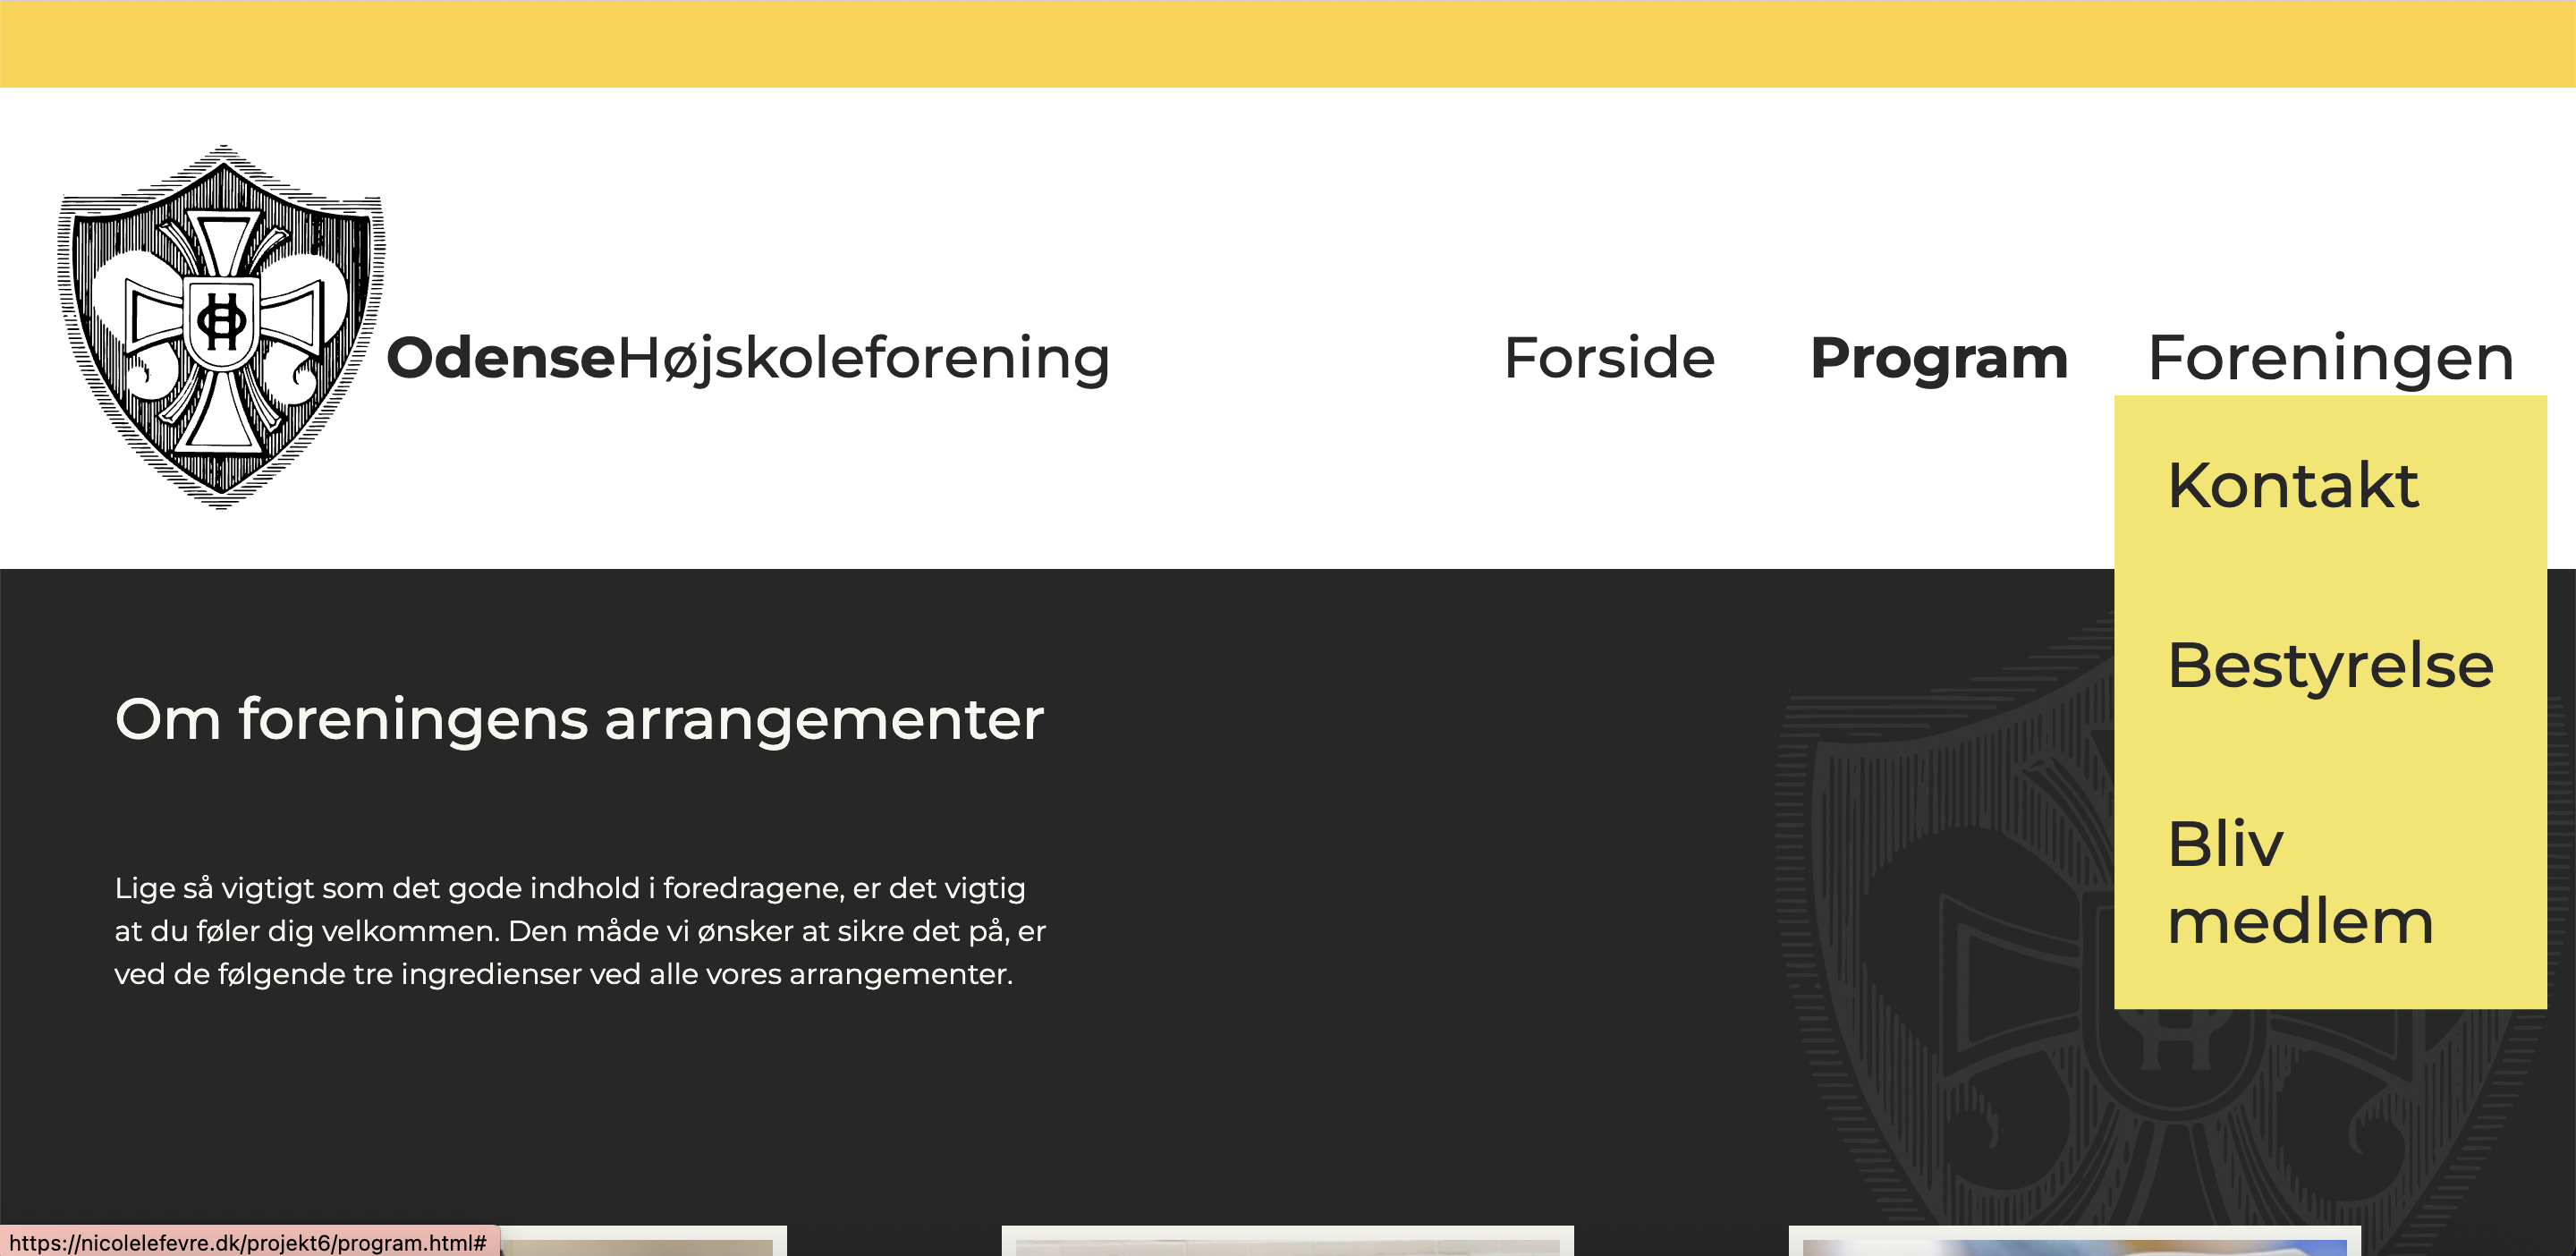 OdenseHøjskoleforening
Forside
Program
Foreningen
Kontakt
Bestyrelse
Bliv
medlem
Om foreningens arrangementer
Lige så vigtigt som det gode indhold i foredragene, er det vigtig
at du føler dig velkommen. Den måde vi ønsker at sikre det på, er
ved de følgende tre ingredienser ved alle vores arrangementer.
https://nicolelefevre.dk/projekt6/program.html#